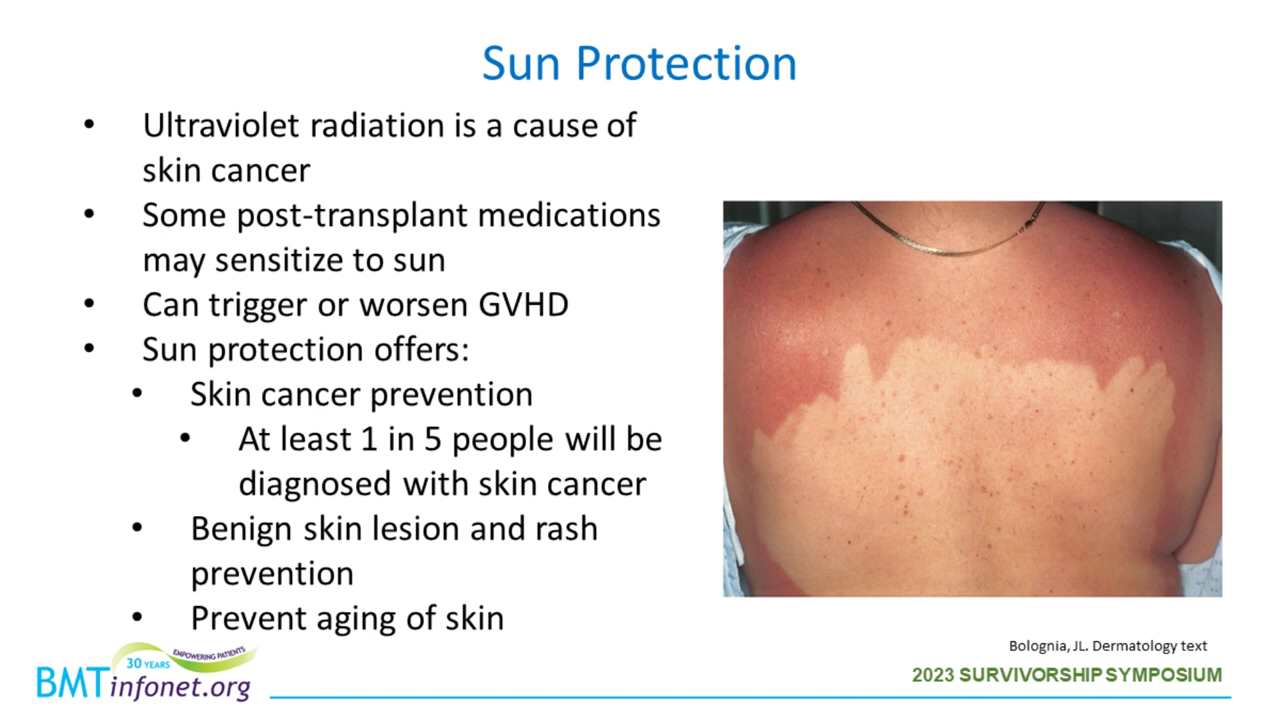 Sun Protection
• Ultraviolet radiation is a cause of
skin cancer
• Some post-transplant medications
may sensitize to sun
• Can trigger or worsen GVHD
• Sun protection offers:
• Skin cancer prevention
• At least 1 in 5 people will be
diagnosed with skin cancer
• Benign skin lesion and rash
prevention
• Prevent aging of skin
Bolognia, JL. Dermatology text
30 YEARS EMPOWERING PATIENTS
BMTinfonet.org
2023 SURVIVORSHIP SYMPOSIUM